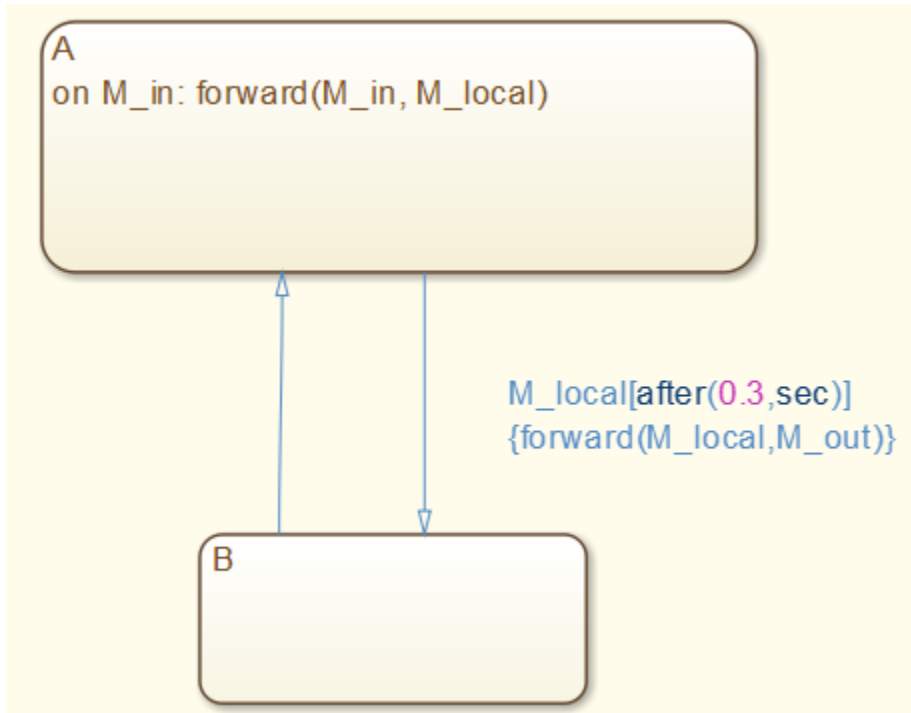 A
on M_in: forward(M_in, M_local)
M_local[after(0.3,sec)]
{forward(M_local,M_out)}
B